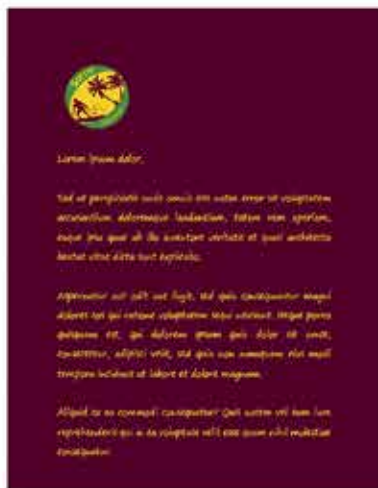 Lorem ipsum dolor,
Sed ut perspiciatis unde omnis iste natus error sit voluptatem
accusantium doloremque laudantium, totam rem aperiam,
eaque ipsa quae ab illo inventore veritatis et quasi architecto
beatae vitae dicta sunt explicabo.
Aspernatur aut odit aut fugit, sed quia consequuntur magni
dolores eos qui ratione voluptatem sequi nesciunt. Neque porro
quisquam est, qui dolorem ipsum quia dolor sit amet,
consectetur, adipisci velit, sed quia non numquam eius modi
tempora incidunt ut labore et dolore magnam.
Aliquid ex ea commodi consequatur? Quis autem vel eum iure
reprehenderit qui in ea voluptate velit esse quam nihil molestiae
consequatur.